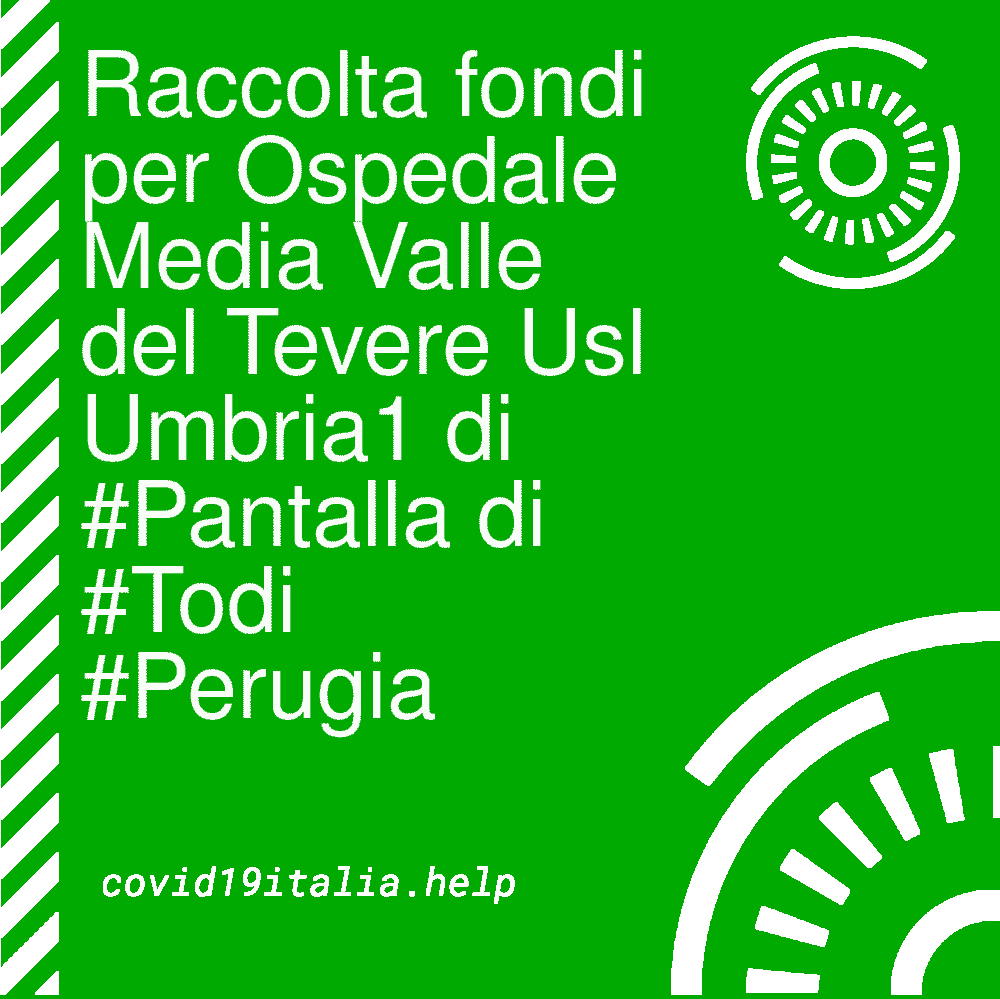 Raccolta fondi
per Ospedale
Media Valle
del Tevere Usl
Umbria1 di
#Pantalla di
#Todi
#Perugia
covid19italia.help